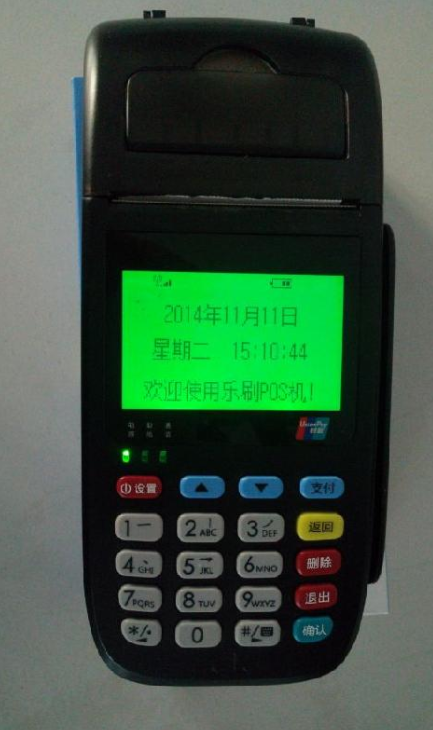 2014年11月11日
星期二 15:10:44
欢迎使用乐刷POS机!
UnionPay
银联
设置
支付
1
2 ABC
3 DEF
返回
4 GHI
5 JKL
6 MNO
删除
7 PQRS
8 TUV
9 WXYZ
退出
*/.
0
#/
确认